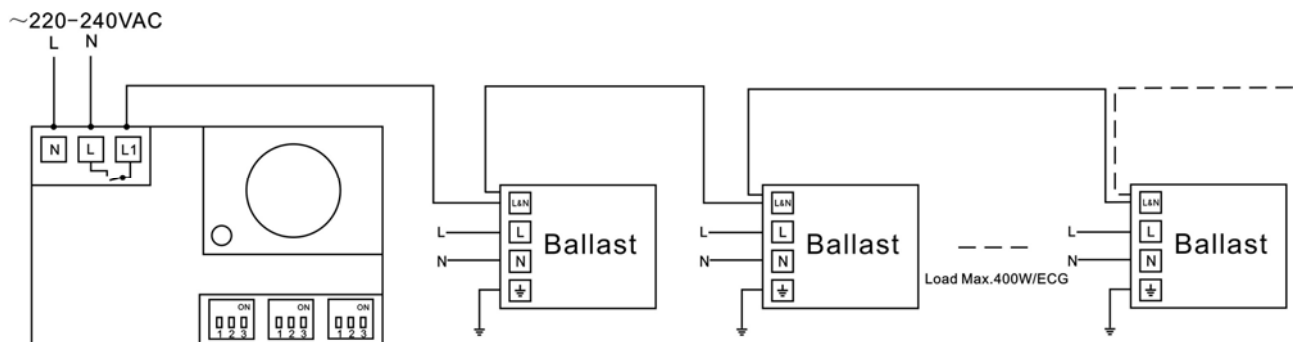 ～220-240VAC
L N
N L L1
L&N
L
N
Ballast
L
N
L&N
L
N
Ballast
L
N
Load Max.400W/ECG
L&N
L
N
Ballast
L
N
ON
1 2 3
ON
1 2 3
ON
1 2 3